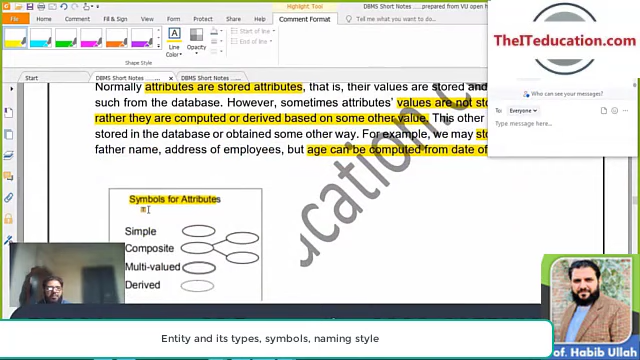 Highlight Tool
File
Home
Comment
Fill & Sign
Form
Protect
Share
Help
Comment Format
Tell me what you want to do...
Line
Color
Opacity
Start of line
End of line
Shape Style
Start
DBMS Short Notes ......
DBMS Short Notes ......
Normally attributes are stored attributes, that is, their values are stored and
such from the database. However, sometimes attributes' values are not sto
rather they are computed or derived based on some other value. This other
stored in the database or obtained some other way. For example, we may sto
father name, address of employees, but age can be computed from date of
Symbols for Attributes
Simple
Composite
Multi-valued
Derived
TheITeducation.com
Who can see your messages?
To:
Everyone
Type message here...
ucation.
Entity and its types, symbols, naming style
of. Habib Ullah